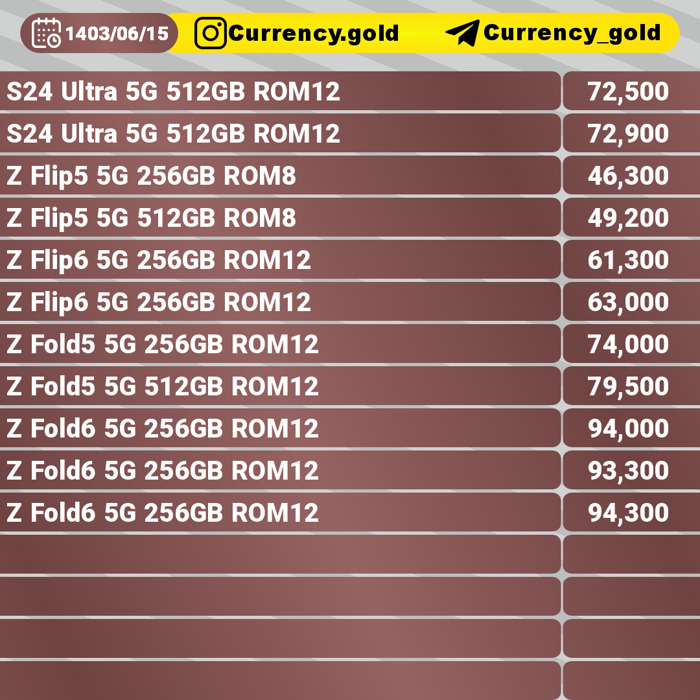 1403/06/15 Currency.gold Currency_gold
S24 Ultra 5G 512GB ROM12 72,500
S24 Ultra 5G 512GB ROM12 72,900
Z Flip5 5G 256GB ROM8 46,300
Z Flip5 5G 512GB ROM8 49,200
Z Flip6 5G 256GB ROM12 61,300
Z Flip6 5G 256GB ROM12 63,000
Z Fold5 5G 256GB ROM12 74,000
Z Fold5 5G 512GB ROM12 79,500
Z Fold6 5G 256GB ROM12 94,000
Z Fold6 5G 256GB ROM12 93,300
Z Fold6 5G 256GB ROM12 94,300